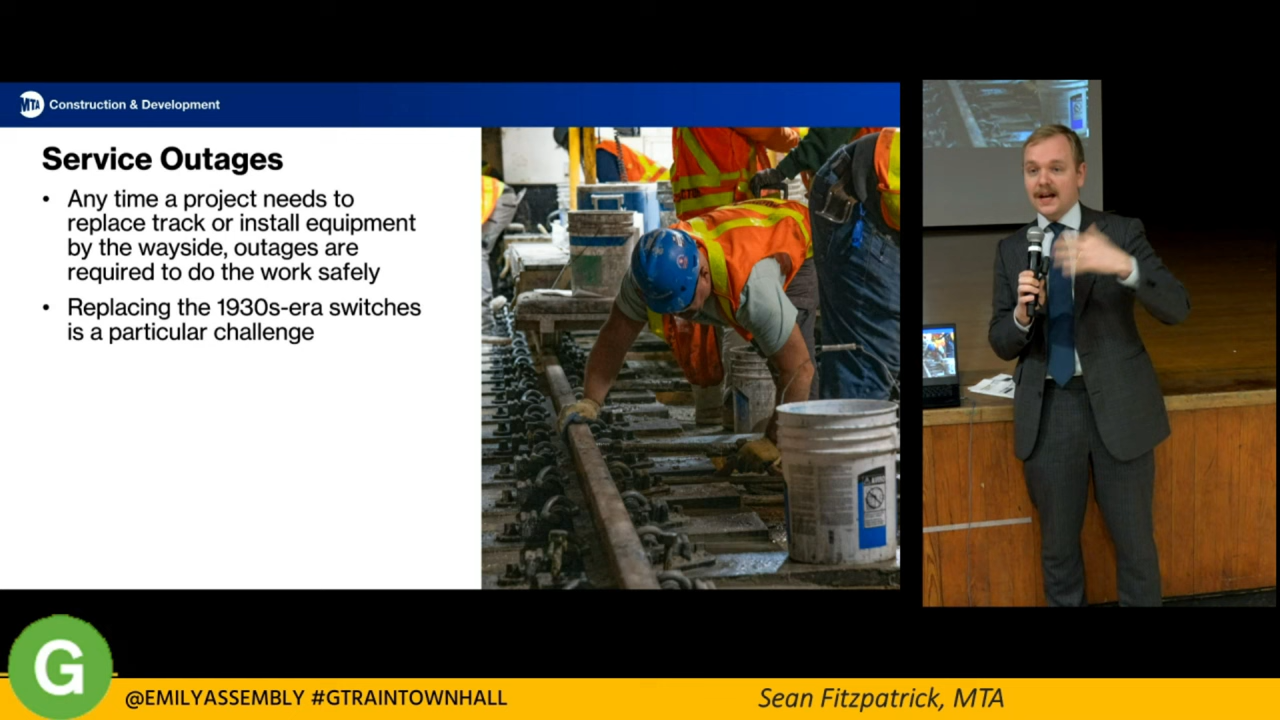 MTA Construction & Development
Service Outages
• Any time a project needs to
replace track or install equipment
by the wayside, outages are
required to do the work safely
• Replacing the 1930s-era switches
is a particular challenge
G
@EMILYASSEMBLY #GTRAINTOWNHALL
Sean Fitzpatrick, MTA